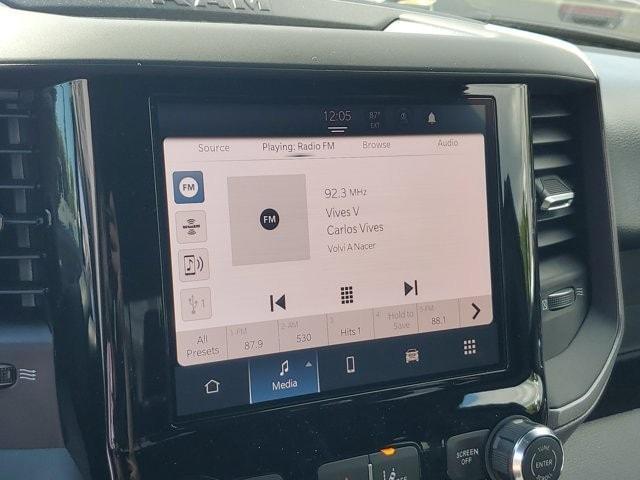 RAM
12:05 87° EXT
Source Playing: Radio FM Browse Audio
FM
92.3 MHz
FM
Vives V
Carlos Vives
Volvi A Nacer
1
All Presets 1-FM 87.9 2-AM 530 3 Hits 1 4 Hold to Save 5-FM 88.1
Media
SCREEN OFF
ENTER